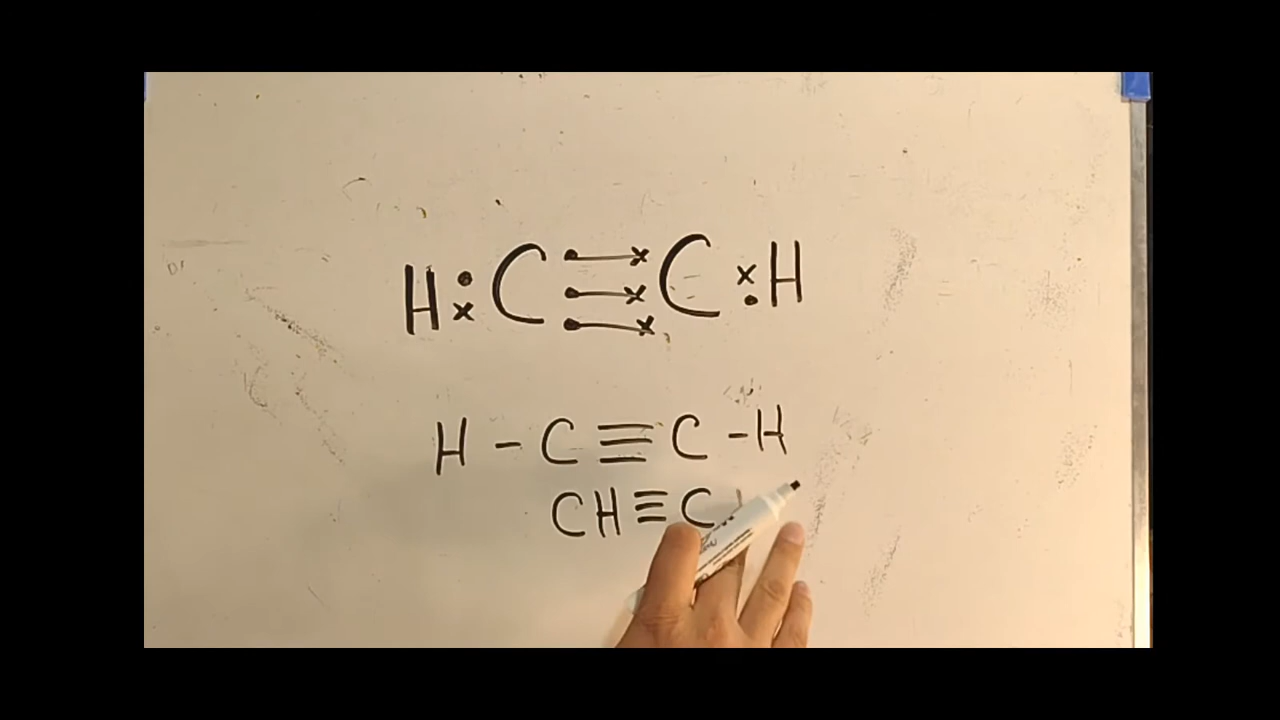 H •x C •—x •—x •—x C x• H
H - C ≡ C - H
CH ≡ C